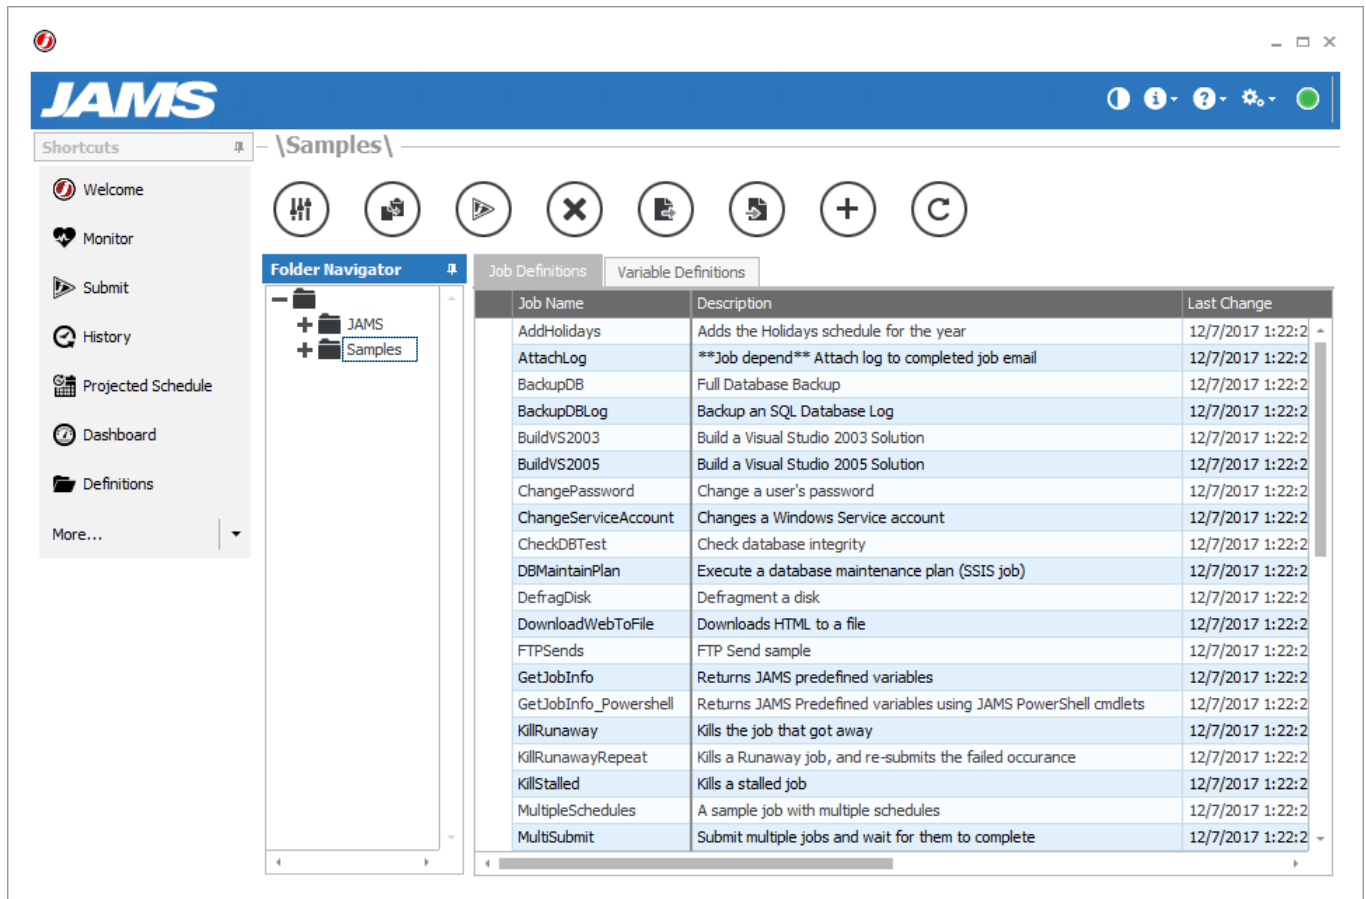 JAMS
Shortcuts
\Samples\
Welcome
Monitor
Submit
History
Projected Schedule
Dashboard
Definitions
More...
Folder Navigator
JAMS
Samples
Job Definitions Variable Definitions
Job Name Description Last Change
AddHolidays Adds the Holidays schedule for the year 12/7/2017 1:22:2
AttachLog **Job depend** Attach log to completed job email 12/7/2017 1:22:2
BackupDB Full Database Backup 12/7/2017 1:22:2
BackupDBLog Backup an SQL Database Log 12/7/2017 1:22:2
BuildVS2003 Build a Visual Studio 2003 Solution 12/7/2017 1:22:2
BuildVS2005 Build a Visual Studio 2005 Solution 12/7/2017 1:22:2
ChangePassword Change a user's password 12/7/2017 1:22:2
ChangeServiceAccount Changes a Windows Service account 12/7/2017 1:22:2
CheckDBTest Check database integrity 12/7/2017 1:22:2
DBMaintainPlan Execute a database maintenance plan (SSIS job) 12/7/2017 1:22:2
DefragDisk Defragment a disk 12/7/2017 1:22:2
DownloadWebToFile Downloads HTML to a file 12/7/2017 1:22:2
FTPSends FTP Send sample 12/7/2017 1:22:2
GetJobInfo Returns JAMS predefined variables 12/7/2017 1:22:2
GetJobInfo_Powershell Returns JAMS Predefined variables using JAMS PowerShell cmdlets 12/7/2017 1:22:2
KillRunaway Kills the job that got away 12/7/2017 1:22:2
KillRunawayRepeat Kills a Runaway job, and re-submits the failed occurance 12/7/2017 1:22:2
KillStalled Kills a stalled job 12/7/2017 1:22:2
MultipleSchedules A sample job with multiple schedules 12/7/2017 1:22:2
MultiSubmit Submit multiple jobs and wait for them to complete 12/7/2017 1:22:2